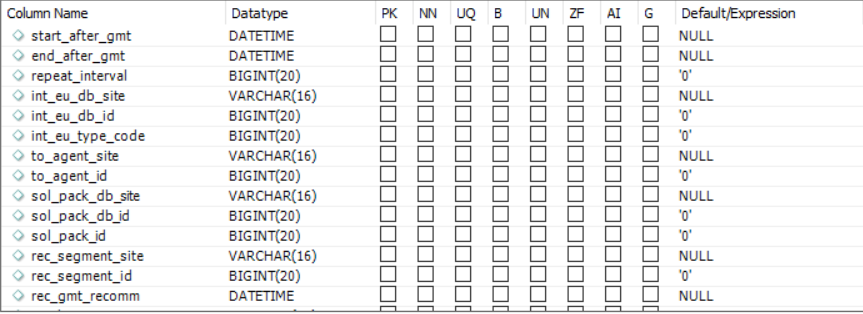 Column Name Datatype PK NN UQ B UN ZF AI G Default/Expression
start_after_gmt DATETIME NULL
end_after_gmt DATETIME NULL
repeat_interval BIGINT(20) '0'
int_eu_db_site VARCHAR(16) NULL
int_eu_db_id BIGINT(20) '0'
int_eu_type_code BIGINT(20) '0'
to_agent_site VARCHAR(16) NULL
to_agent_id BIGINT(20) '0'
sol_pack_db_site VARCHAR(16) NULL
sol_pack_db_id BIGINT(20) '0'
sol_pack_id BIGINT(20) '0'
rec_segment_site VARCHAR(16) NULL
rec_segment_id BIGINT(20) '0'
rec_gmt_recomm DATETIME NULL